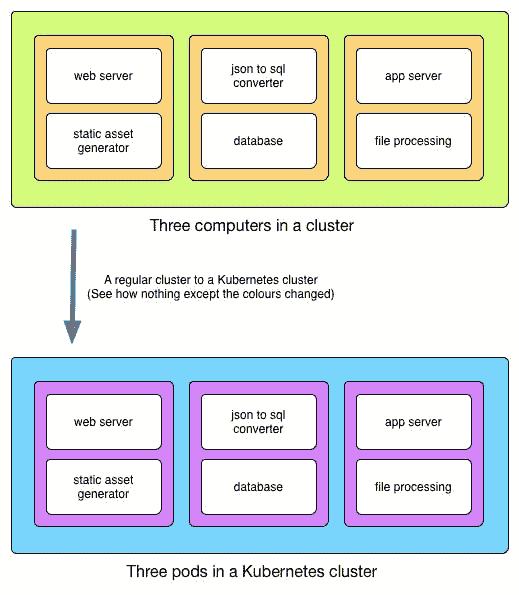 web server
json to sql
converter
app server
static asset
generator
database
file processing
Three computers in a cluster
A regular cluster to a Kubernetes cluster
(See how nothing except the colours changed)
web server
json to sql
converter
app server
static asset
generator
database
file processing
Three pods in a Kubernetes cluster